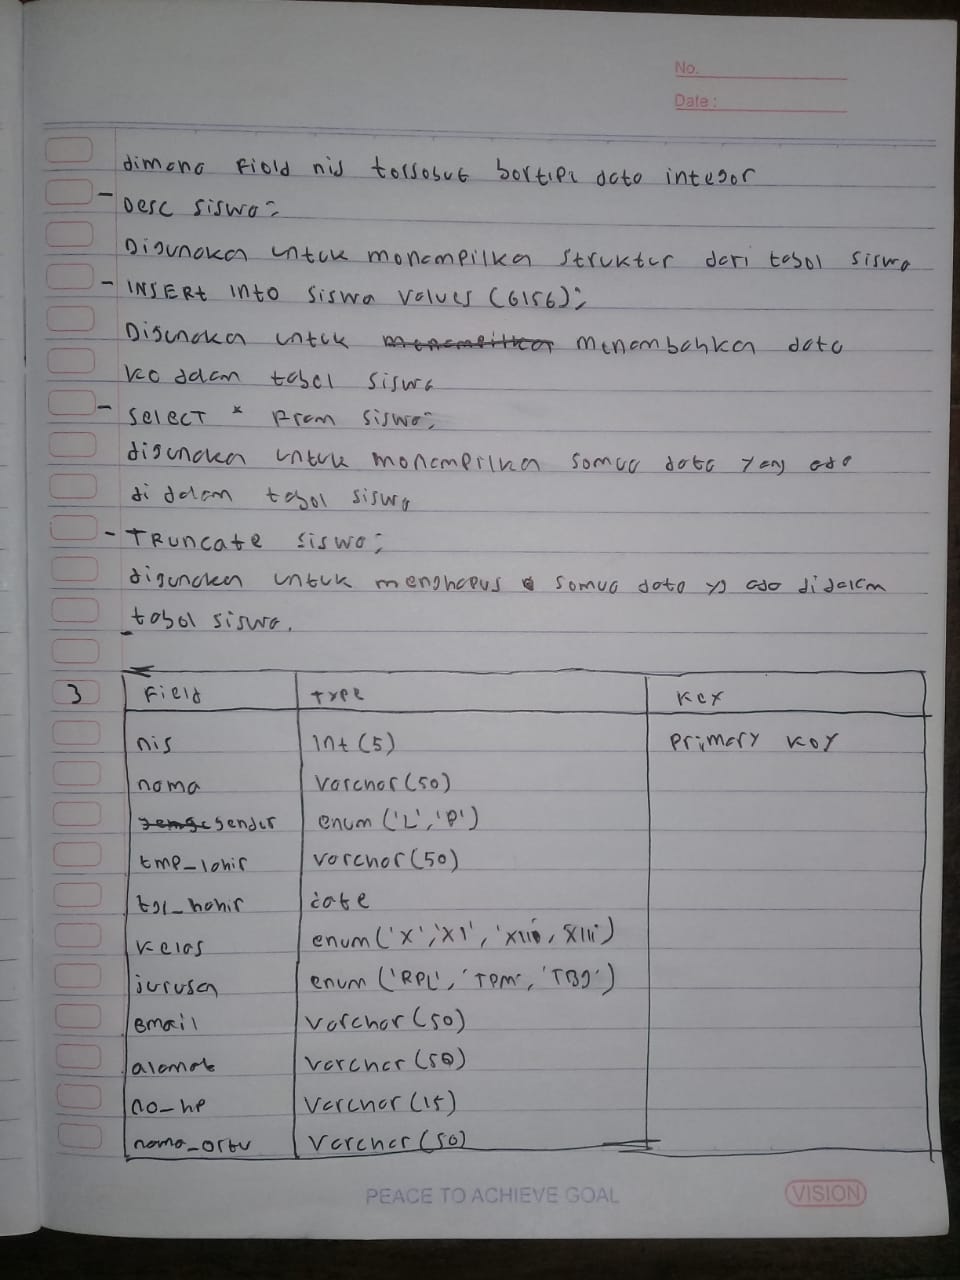 No.
Date :
dimana Field nis tersebut bertipe data integer
- Desc siswa;
Digunakan untuk menampilkan struktur dari tabel siswa
- INSERt into siswa values (6156);
Digunakan untuk menambahkan data
ke dalam tabel siswa
- SELECT * From siswa;
digunakan untuk menampilkan semua data yang ada
di dalam tabel siswa
- TRuncate siswa;
digunakan untuk menghapus semua data yg ada didalam
tabel siswa.
3 Field type Key
nis int (5) primary key
nama Varchar (50)
gender enum ('L','P')
tmp_lahir varchar (50)
tgl_lahir date
kelas enum ('X','XI', 'XII', XIII')
jurusan enum ('RPL', 'TPM', 'TBG')
email varchar (50)
alamat varchar (50)
no_hp varchar (15)
nama_ortu Varchar (50)
PEACE TO ACHIEVE GOAL
VISION